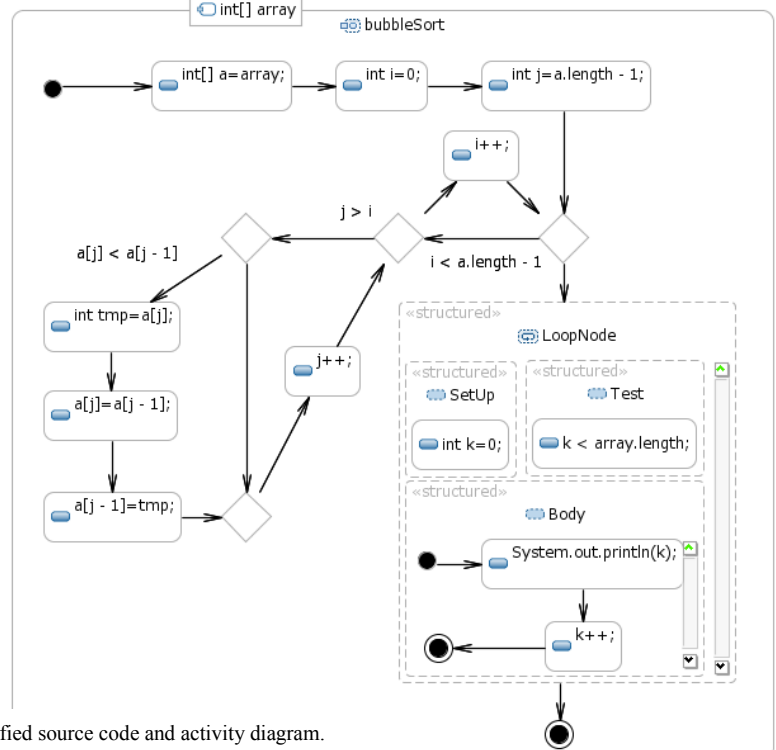 int[] array
bubbleSort
int[] a=array;
int i=0;
int j=a.length - 1;
i++;
j > i
i < a.length - 1
a[j] < a[j - 1]
int tmp=a[j];
j++;
a[j]=a[j - 1];
a[j - 1]=tmp;
«structured»
LoopNode
«structured»
SetUp
int k=0;
«structured»
Test
k < array.length;
«structured»
Body
System.out.println(k);
k++;
fied source code and activity diagram.